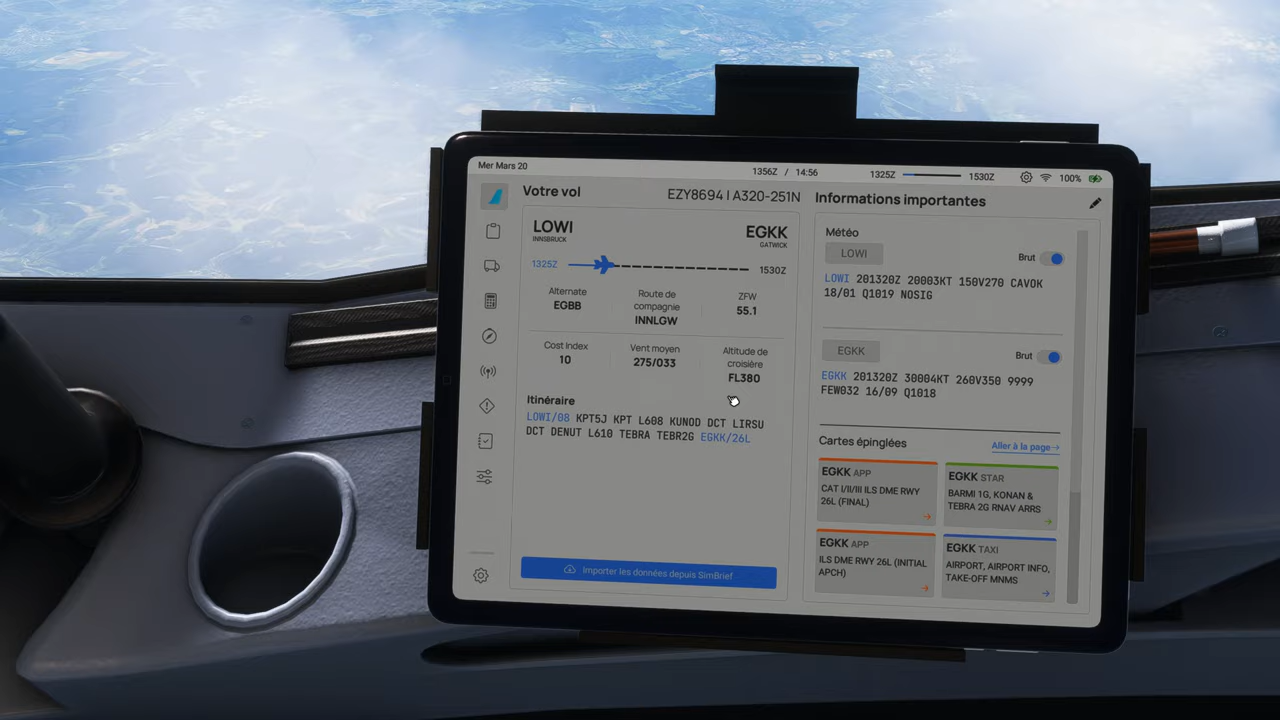 Mer Mars 20
1356Z / 14:56
1325Z
1530Z
100%
Votre vol
EZY8694 | A320-251N
LOWI
INNSBRUCK
EGKK
GATWICK
1325Z
1530Z
Alternate
EGBB
Route de
compagnie
INNLGW
ZFW
55.1
Cost Index
10
Vent moyen
275/033
Altitude de
croisière
FL380
Itinéraire
LOWI/08 KPT5J KPT L608 KUNOD DCT LIRSU
DCT DENUT L610 TEBRA TEBR2G EGKK/26L
Importer les données depuis SimBrief
Informations importantes
Météo
LOWI
Brut
LOWI 201320Z 20003KT 150V270 CAVOK
18/01 Q1019 NOSIG
EGKK
Brut
EGKK 201320Z 30004KT 260V350 9999
FEW032 16/09 Q1018
Cartes épinglées
Aller à la page
EGKK APP
CAT I/II/III ILS DME RWY
26L (FINAL)
EGKK STAR
BARMI 1G, KONAN &
TEBRA 2G RNAV ARRS
EGKK APP
ILS DME RWY 26L (INITIAL
APCH)
EGKK TAXI
AIRPORT, AIRPORT INFO,
TAKE-OFF MNMS